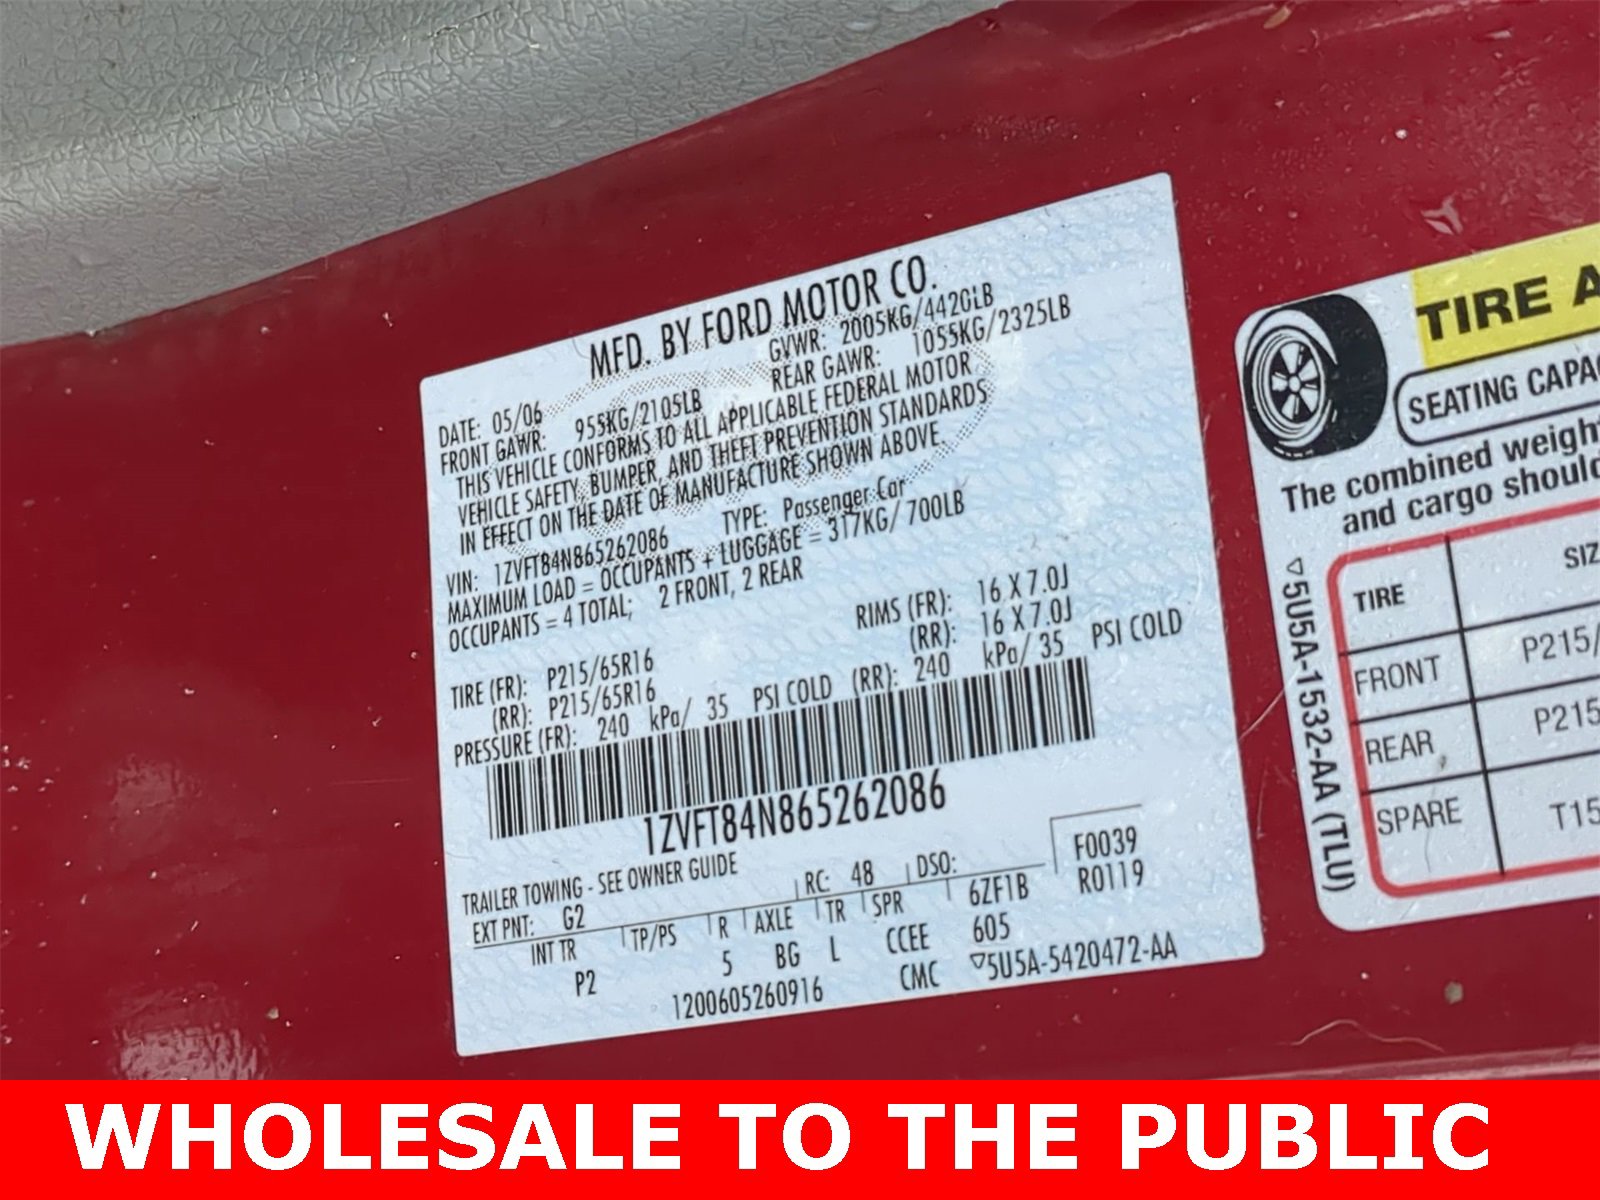 MFD. BY FORD MOTOR CO.
DATE: 05/06 GVWR: 2005KG/4420LB
FRONT GAWR: 955KG/2105LB REAR GAWR: 1055KG/2325LB
THIS VEHICLE CONFORMS TO ALL APPLICABLE FEDERAL MOTOR
VEHICLE SAFETY, BUMPER, AND THEFT PREVENTION STANDARDS
IN EFFECT ON THE DATE OF MANUFACTURE SHOWN ABOVE.
VIN: 1ZVFT84N865262086 TYPE: Passenger Car
MAXIMUM LOAD = OCCUPANTS + LUGGAGE = 317KG/ 700LB
OCCUPANTS = 4 TOTAL; 2 FRONT, 2 REAR
TIRE (FR): P215/65R16 RIMS (FR): 16 X 7.0J
(RR): P215/65R16 (RR): 16 X 7.0J
PRESSURE (FR): 240 kPa/ 35 PSI COLD (RR): 240 kPa/ 35 PSI COLD
1ZVFT84N865262086
TRAILER TOWING - SEE OWNER GUIDE
EXT PNT: G2 RC: 48 DSO: F0039
INT TR TP/PS R AXLE TR SPR 6ZF1B R0119
P2 5 BG L CCEE 605
1200605260916 CMC ▽5U5A-5420472-AA
TIRE A
SEATING CAPA
The combined weight
and cargo should
▽5U5A-1532-AA (TLU)
TIRE SIZ
FRONT P215/
REAR P215
SPARE T15
WHOLESALE TO THE PUBLIC